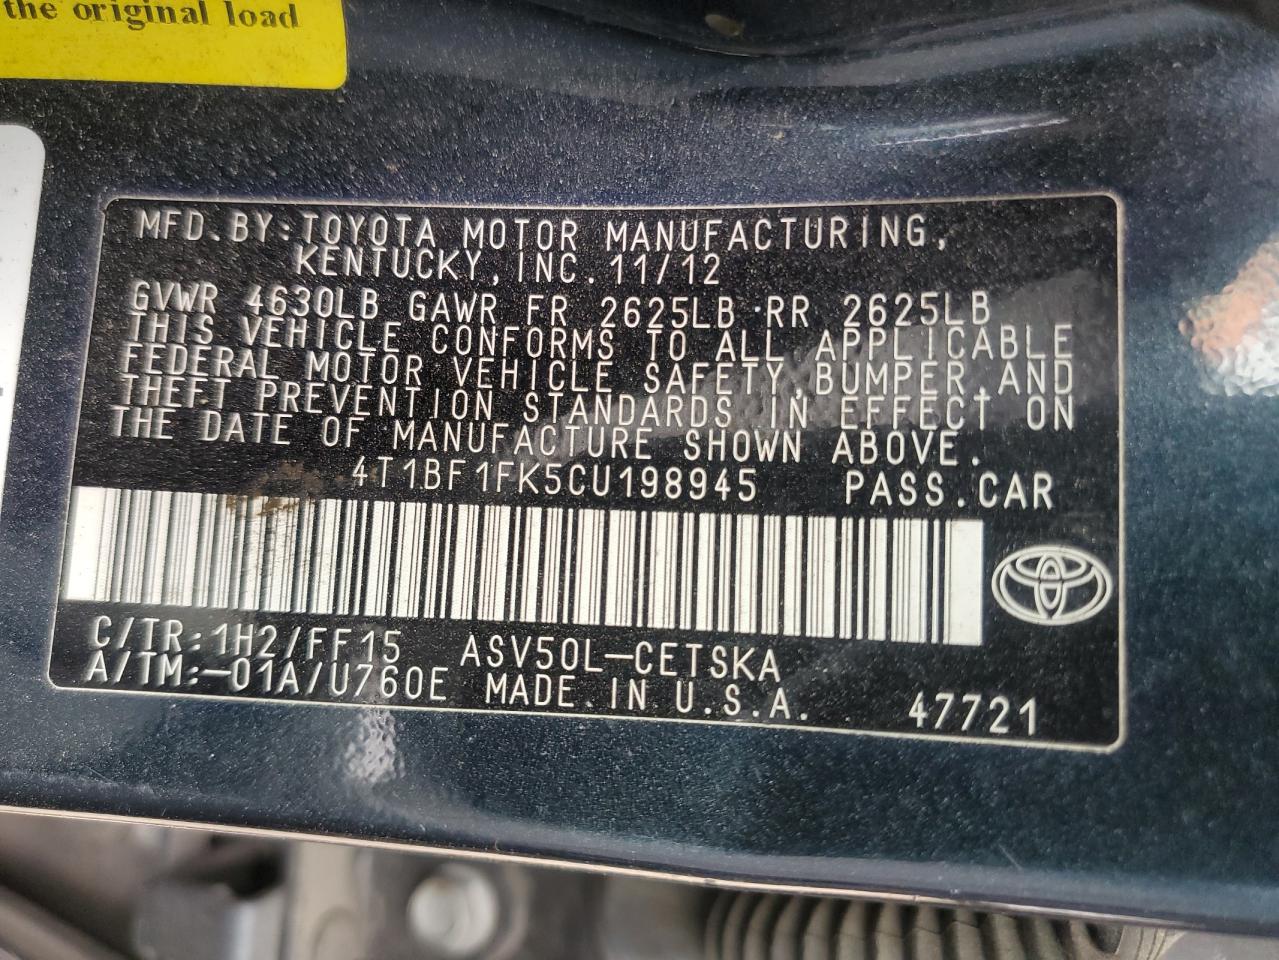 the original load
MFD.BY:TOYOTA MOTOR MANUFACTURING,
KENTUCKY,INC.11/12
GVWR 4630LB GAWR FR 2625LB RR 2625LB
THIS VEHICLE CONFORMS TO ALL APPLICABLE
FEDERAL MOTOR VEHICLE SAFETY,BUMPER,AND
THEFT PREVENTION STANDARDS IN EFFECT ON
THE DATE OF MANUFACTURE SHOWN ABOVE.
4T1BF1FK5CU198945 PASS.CAR
C/TR:1H2/FF15 ASV50L-CETSKA
A/TM:-01A/U760E MADE IN U.S.A. 47721